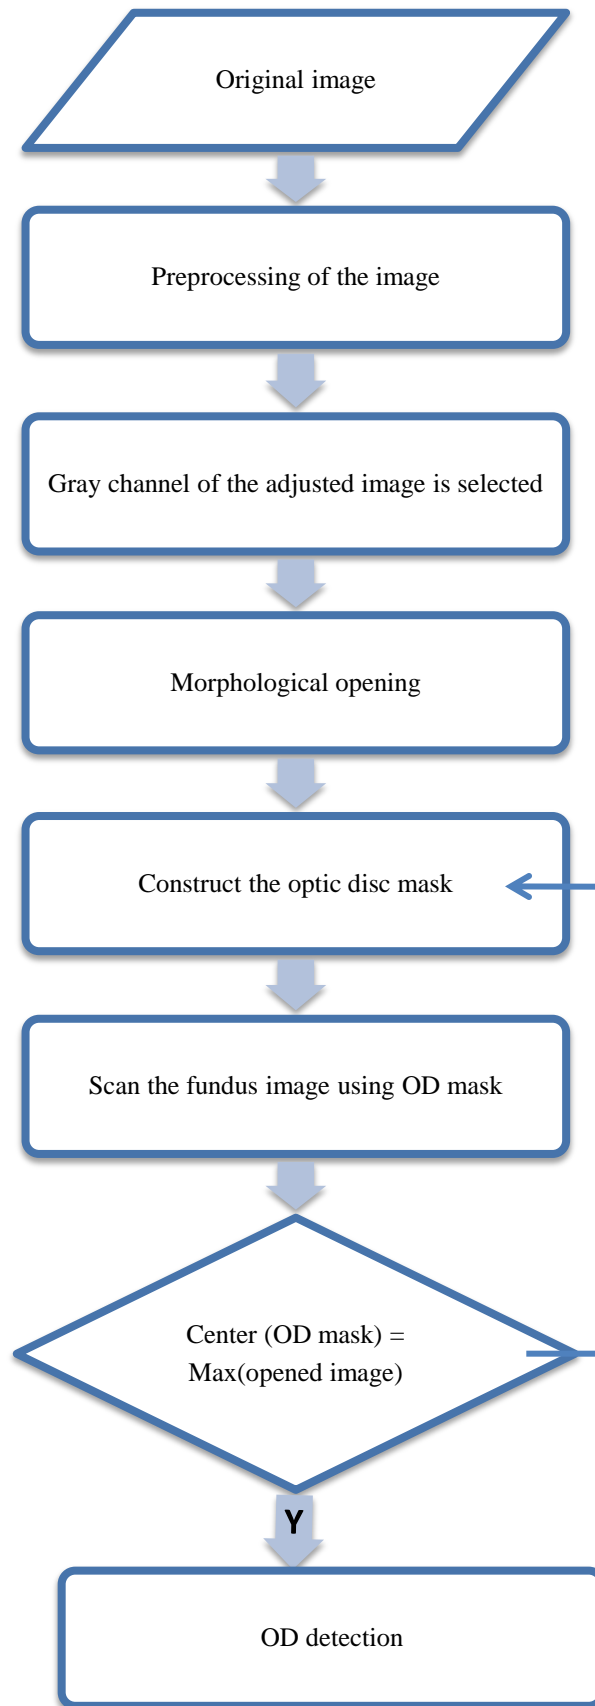 Original image
Preprocessing of the image
Gray channel of the adjusted image is selected
Morphological opening
Construct the optic disc mask
Scan the fundus image using OD mask
Center (OD mask) =
Max(opened image)
Y
OD detection